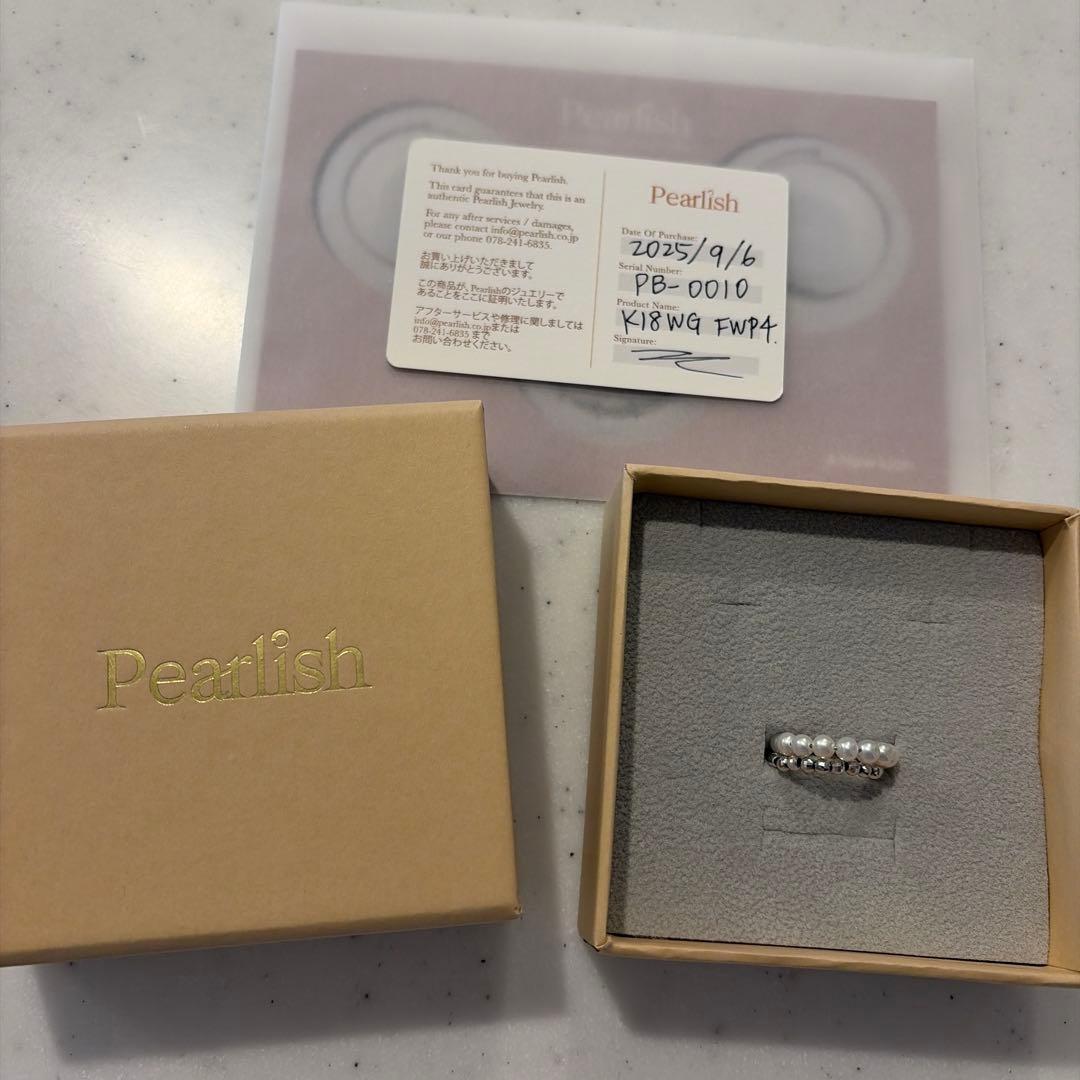 Pearlish
Thank you for buying Pearlish.
This card guarantees that this is an
authentic Pearlish Jewelry.
For any after services / damages,
please contact info@pearlish.co.jp
or our phone 078-241-6835.
お買い上げいただきまして
誠にありがとうございます。
この商品が、Pearlishのジュエリーで
あることをここに証明いたします。
アフターサービスや修理に関しましては
info@pearlish.co.jpまたは
078-241-6835 まで
お問い合わせください。
Pearlish
Date Of Purchase:
2025/9/6
Serial Number:
PB-0010
Product Name:
K18WG FWP4.
Signature:
Pearlish